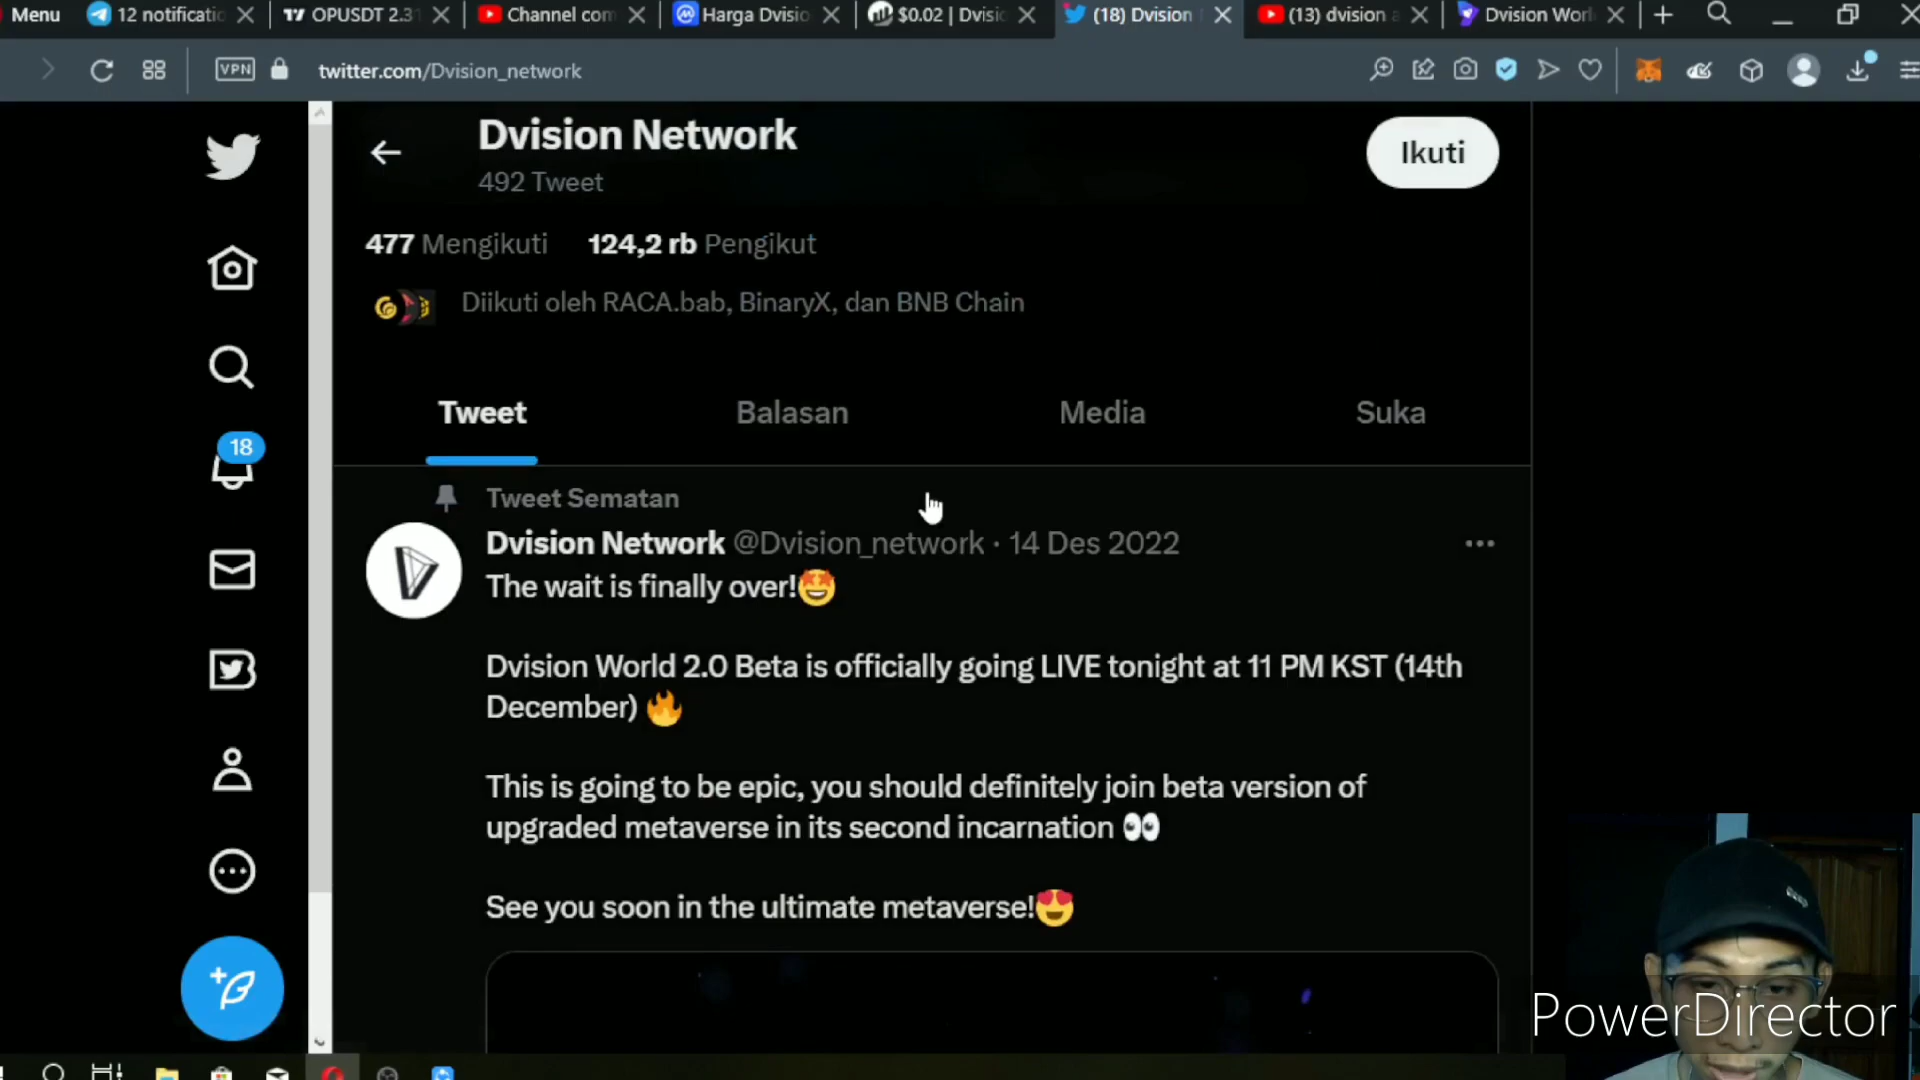 Menu 12 notificatio OPUSDT 2.31 Channel com Harga Dvisio $0.02 | Dvisio (18) Dvision (13) dvision a Dvision Worl
VPN twitter.com/Dvision_network
Dvision Network
492 Tweet
Ikuti
477 Mengikuti 124,2 rb Pengikut
Diikuti oleh RACA.bab, BinaryX, dan BNB Chain
Tweet Balasan Media Suka
18
Tweet Sematan
Dvision Network @Dvision_network · 14 Des 2022
The wait is finally over!🤩
Dvision World 2.0 Beta is officially going LIVE tonight at 11 PM KST (14th
December) 🔥
This is going to be epic, you should definitely join beta version of
upgraded metaverse in its second incarnation 👀
See you soon in the ultimate metaverse!😍
PowerDirector